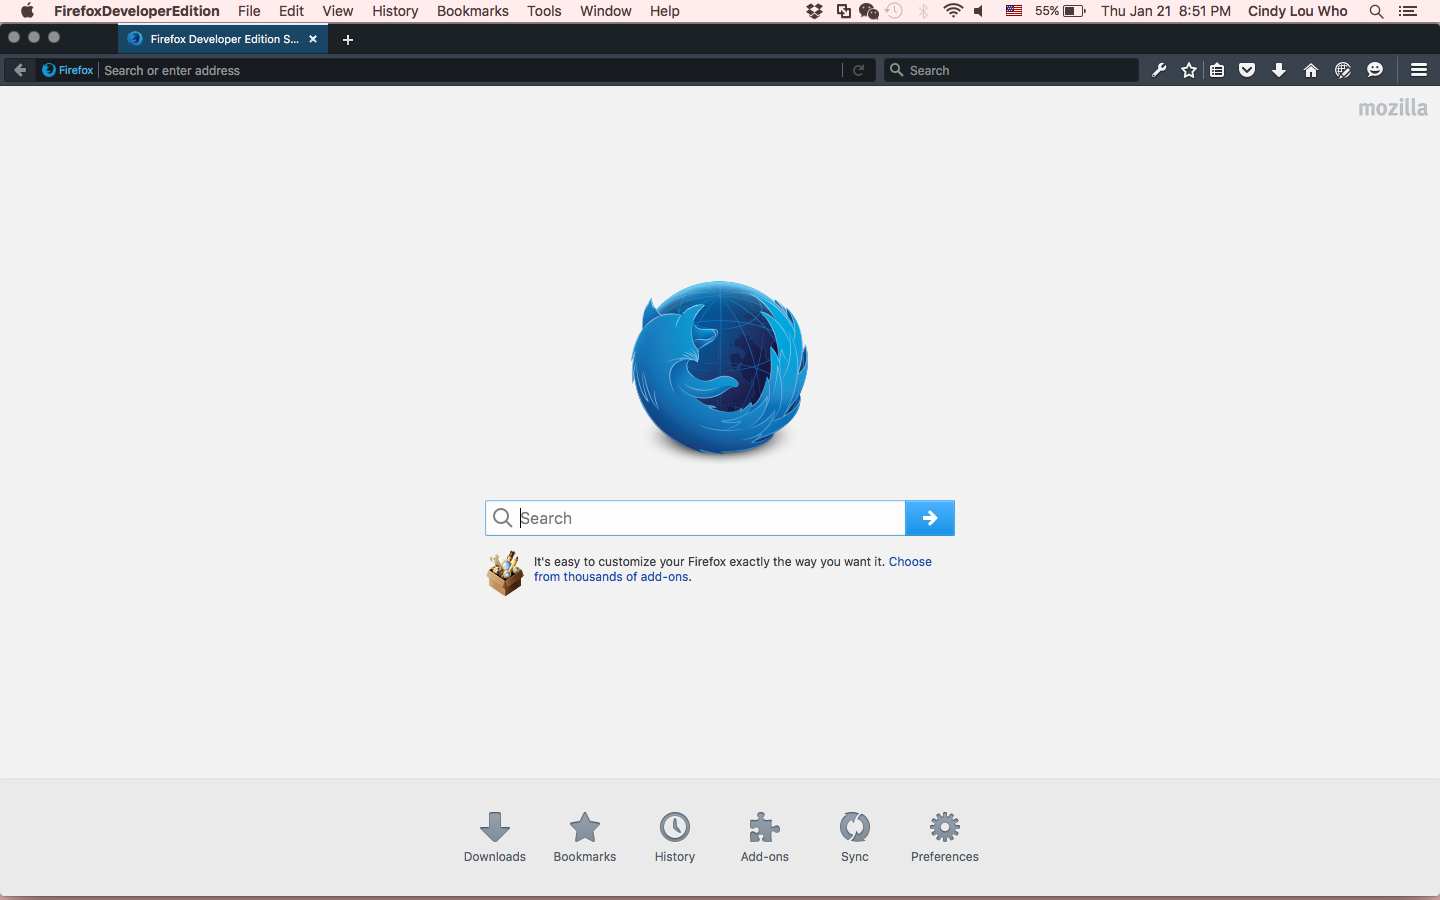 FirefoxDeveloperEdition File Edit View History Bookmarks Tools Window Help 55% Thu Jan 21 8:51 PM Cindy Lou Who
Firefox Developer Edition S...
Firefox Search or enter address Search
mozilla
Search
It's easy to customize your Firefox exactly the way you want it. Choose
from thousands of add-ons.
Downloads Bookmarks History Add-ons Sync Preferences